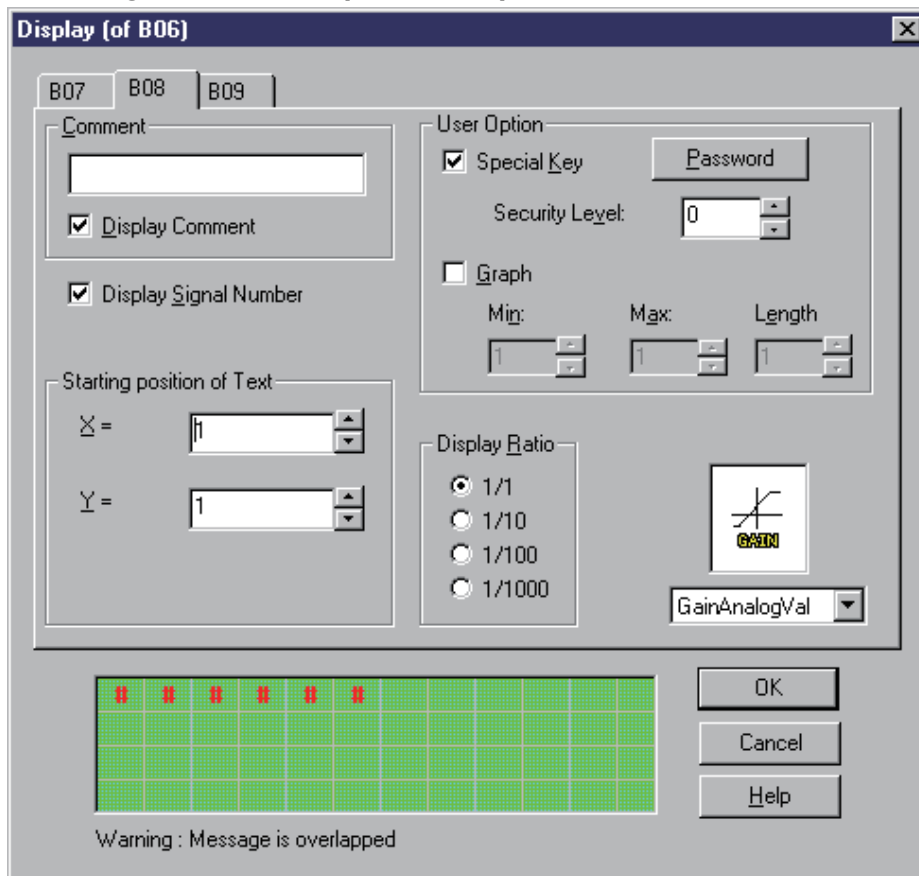 Display (of B06)
B07 B08 B09
Comment
Display Comment
Display Signal Number
Starting position of Text
X = 1
Y = 1
User Option
Special Key
Password
Security Level: 0
Graph
Min: Max: Length
1 1 1
Display Ratio
1/1
1/10
1/100
1/1000
GAIN
GainAnalogVal
# # # # # #
OK
Cancel
Help
Warning : Message is overlapped